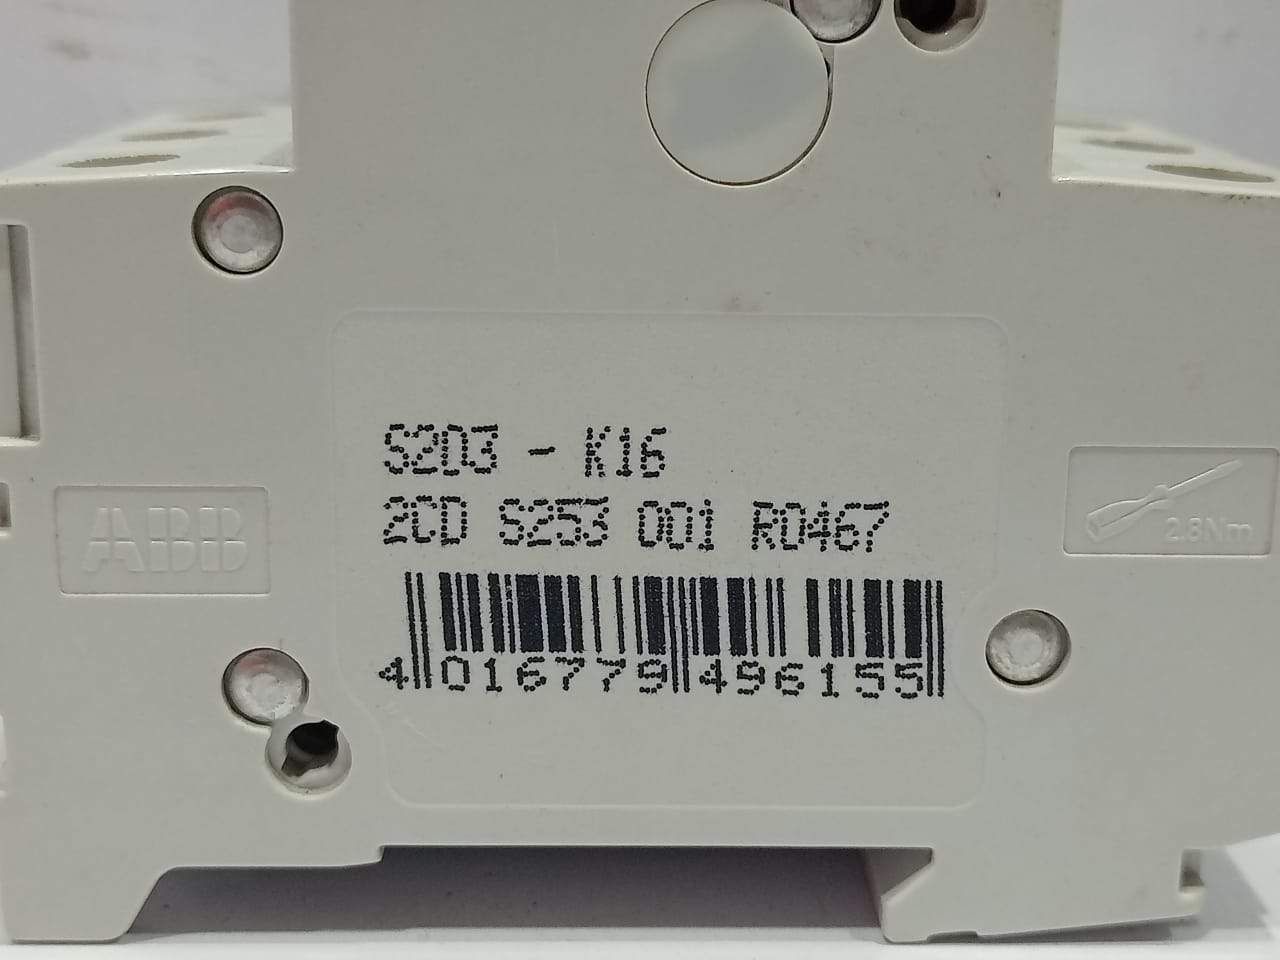 S203 - K16
2CD S253 001 R0467
4 016779 496155
ABB
2.8Nm